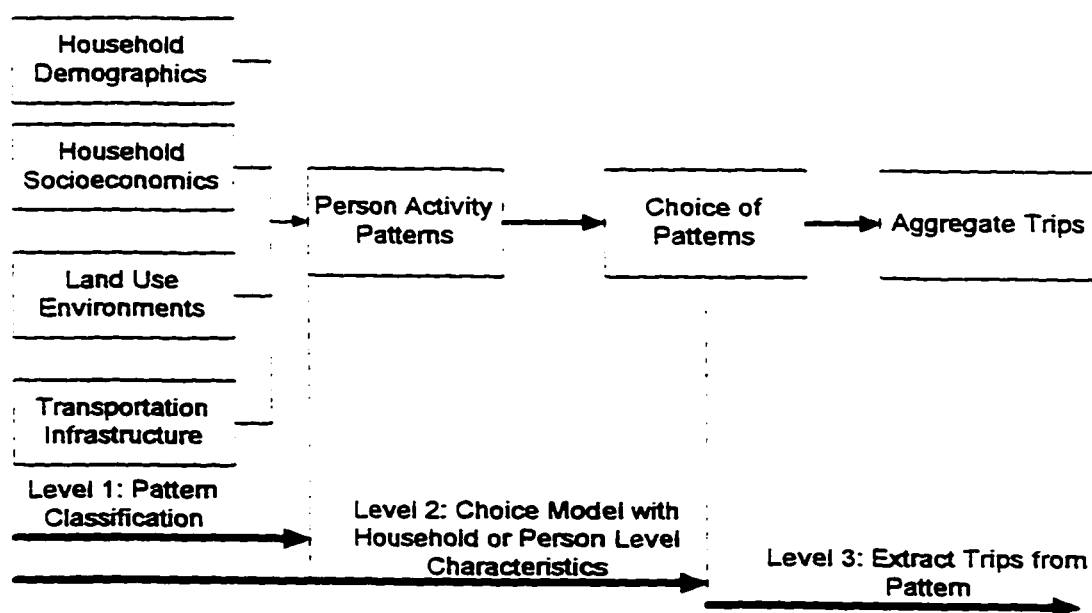 Household
Demographics
Household
Socioeconomics
Land Use
Environments
Transportation
Infrastructure
Person Activity
Patterns
Choice of
Patterns
Aggregate Trips
Level 1: Pattern
Classification
Level 2: Choice Model with
Household or Person Level
Characteristics
Level 3: Extract Trips from
Pattern